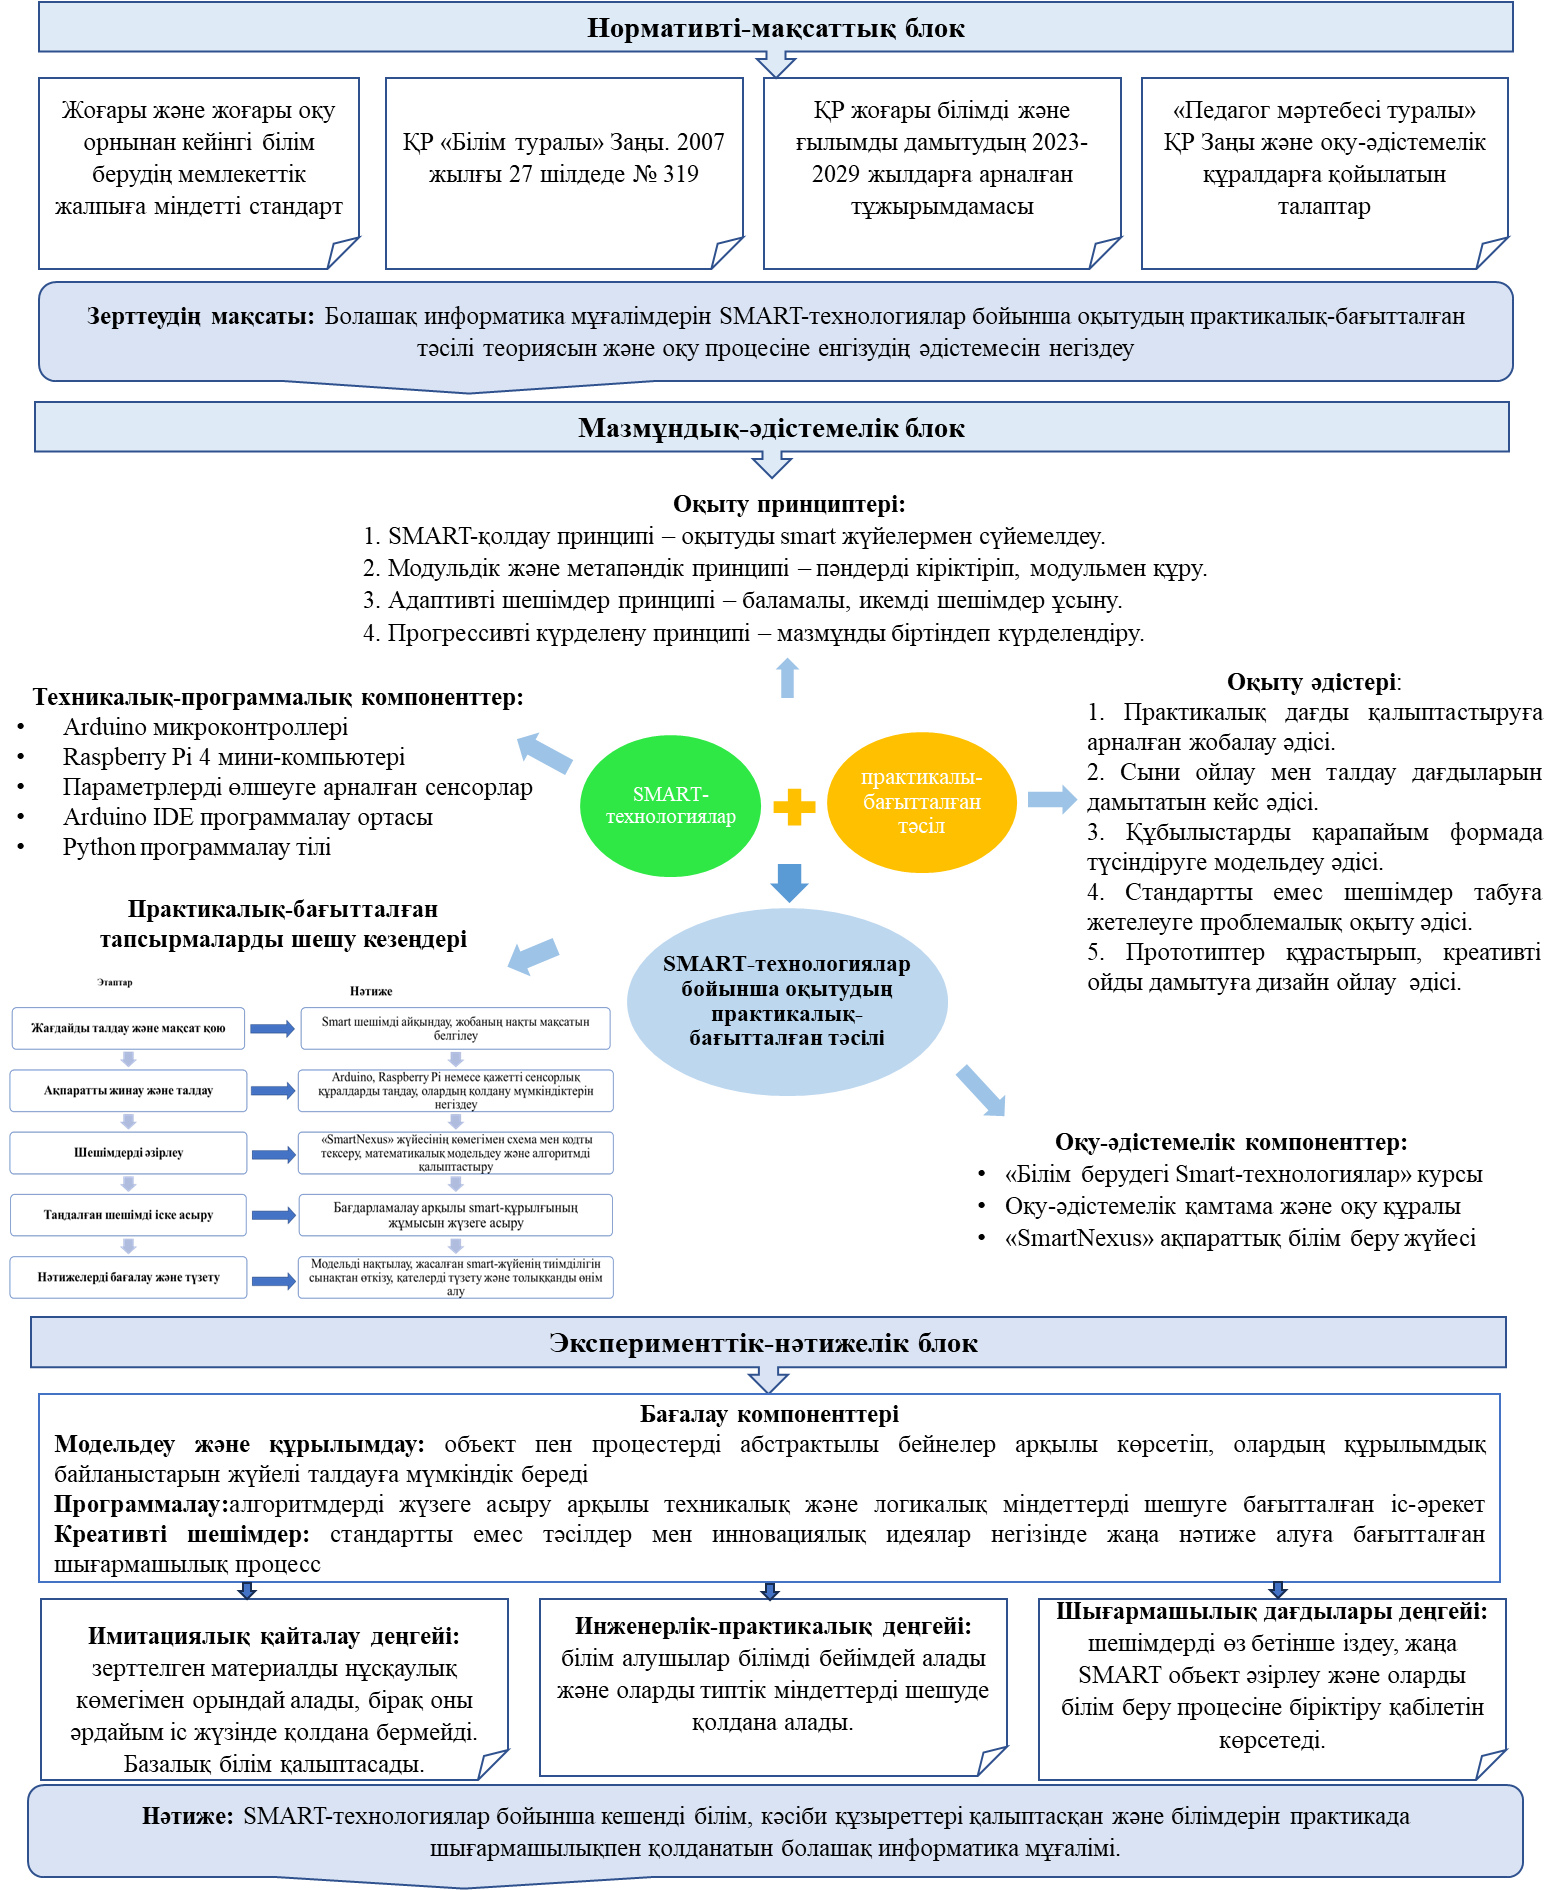 Нормативті-мақсаттық блок
Жоғары және жоғары оқу
орнынан кейінгі білім
берудің мемлекеттік
жалпыға міндетті стандарт
ҚР «Білім туралы» Заңы. 2007
жылғы 27 шілдеде № 319
ҚР жоғары білімді және
ғылымды дамытудың 2023-
2029 жылдарға арналған
тұжырымдамасы
«Педагог мәртебесі туралы»
ҚР Заңы және оқу-әдістемелік
құралдарға қойылатын
талаптар
Зерттеудің мақсаты: Болашақ информатика мұғалімдерін SMART-технологиялар бойынша оқытудың практикалық-бағытталған
тәсілі теориясын және оқу процесіне енгізудің әдістемесін негіздеу
Мазмұндық-әдістемелік блок
Оқыту принциптері:
1. SMART-қолдау принципі – оқытуды smart жүйелермен сүйемелдеу.
2. Модульдік және метапәндік принципі – пәндерді кіріктіріп, модульмен құру.
3. Адаптивті шешімдер принципі – баламалы, икемді шешімдер ұсыну.
4. Прогрессивті күрделену принципі – мазмұнды біртіндеп күрделендіру.
Техникалық-программалық компоненттер:
• Arduino микроконтроллері
• Raspberry Pi 4 мини-компьютері
• Параметрлерді өлшеуге арналған сенсорлар
• Arduino IDE программалау ортасы
• Python программалау тілі
SMART-
технологиялар
практикалы-
бағытталған
тәсіл
Оқыту әдістері:
1. Практикалық дағды қалыптастыруға
арналған жобалау әдісі.
2. Сыни ойлау мен талдау дағдыларын
дамытатын кейс әдісі.
3. Құбылыстарды қарапайым формада
түсіндіруге модельдеу әдісі.
4. Стандартты емес шешімдер табуға
жетелеуге проблемалық оқыту әдісі.
5. Прототиптер құрастырып, креативті
ойды дамытуға дизайн ойлау әдісі.
SMART-технологиялар
бойынша оқытудың
практикалық-
бағытталған тәсілі
Практикалық-бағытталған
тапсырмаларды шешу кезеңдері
Этаптар
Нәтиже
Жағдайды талдау және мақсат қою
Smart шешімді айқындау, жобаның нақты мақсатын
белгілеу
Ақпаратты жинау және талдау
Arduino, Raspberry Pi немесе қажетті сенсорлық
құралдарды таңдау, олардың қолдану мүмкіндіктерін
негіздеу
Шешімдерді әзірлеу
«SmartNexus» жүйесінің көмегімен схема мен кодты
тексеру, математикалық модельдеу және алгоритмді
қалыптастыру
Таңдалған шешімді іске асыру
Бағдарламалау арқылы smart-құрылғының
жұмысын жүзеге асыру
Нәтижелерді бағалау және түзету
Модельді нақтылау, жасалған smart-жүйенің тиімділігін
сынақтан өткізу, қателерді түзету және толыққанды өнім
алу
Оқу-әдістемелік компоненттер:
• «Білім берудегі Smart-технологиялар» курсы
• Оқу-әдістемелік қамтама және оқу құралы
• «SmartNexus» ақпараттық білім беру жүйесі
Эксперименттік-нәтижелік блок
Бағалау компоненттері
Модельдеу және құрылымдау: объект пен процестерді абстрактылы бейнелер арқылы көрсетіп, олардың құрылымдық
байланыстарын жүйелі талдауға мүмкіндік береді
Программалау:алгоритмдерді жүзеге асыру арқылы техникалық және логикалық міндеттерді шешуге бағытталған іс-әрекет
Креативті шешімдер: стандартты емес тәсілдер мен инновациялық идеялар негізінде жаңа нәтиже алуға бағытталған
шығармашылық процесс
Имитациялық қайталау деңгейі:
зерттелген материалды нұсқаулық
көмегімен орындай алады, бірақ оны
әрдайым іс жүзінде қолдана бермейді.
Базалық білім қалыптасады.
Инженерлік-практикалық деңгейі:
білім алушылар білімді бейімдей алады
және оларды типтік міндеттерді шешуде
қолдана алады.
Шығармашылық дағдылары деңгейі:
шешімдерді өз бетінше іздеу, жаңа
SMART объект әзірлеу және оларды
білім беру процесіне біріктіру қабілетін
көрсетеді.
Нәтиже: SMART-технологиялар бойынша кешенді білім, кәсіби құзыреттері қалыптасқан және білімдерін практикада
шығармашылықпен қолданатын болашақ информатика мұғалімі.